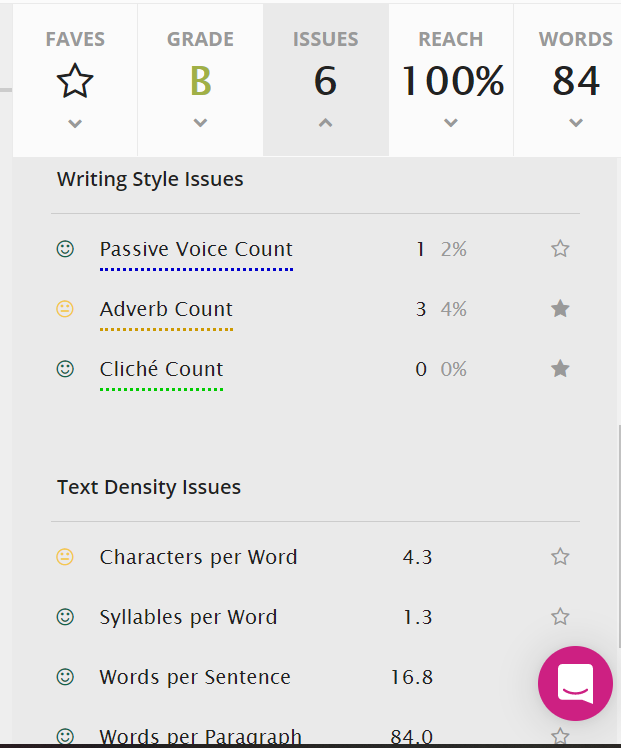 FAVES GRADE ISSUES REACH WORDS
B 6 100% 84
Writing Style Issues
Passive Voice Count 1 2%
Adverb Count 3 4%
Cliché Count 0 0%
Text Density Issues
Characters per Word 4.3
Syllables per Word 1.3
Words per Sentence 16.8
Words per Paragraph 84.0